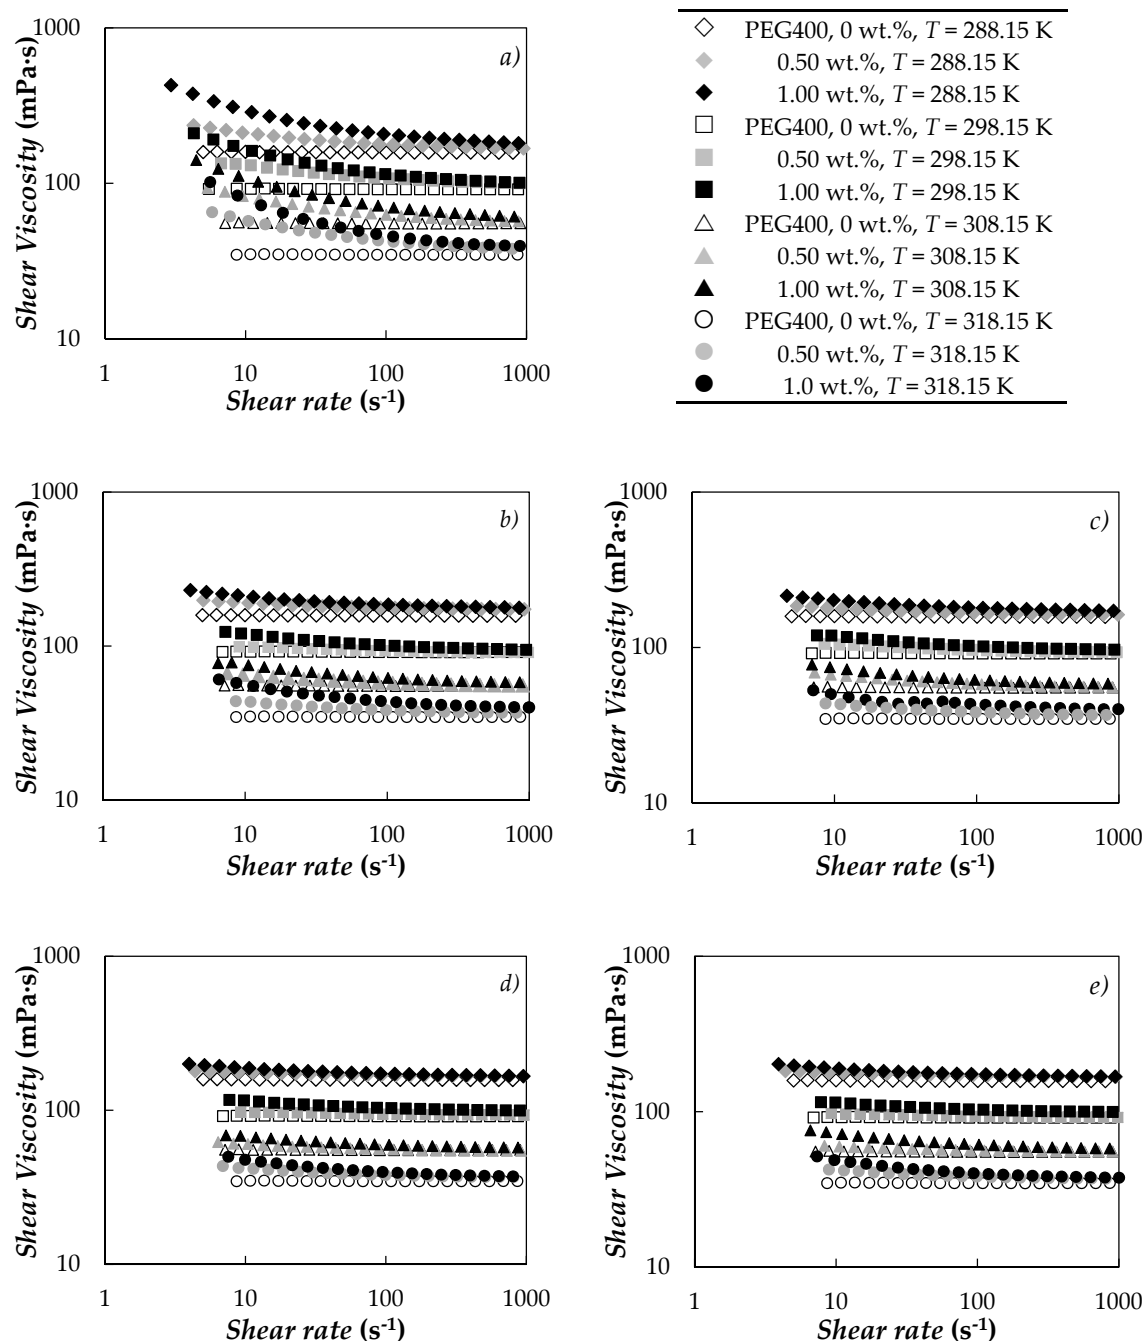 1000
a)
100
10
Shear Viscosity (mPa·s)
1
10
100
1000
Shear rate (s⁻¹)
PEG400, 0 wt.%, T = 288.15 K
0.50 wt.%, T = 288.15 K
1.00 wt.%, T = 288.15 K
PEG400, 0 wt.%, T = 298.15 K
0.50 wt.%, T = 298.15 K
1.00 wt.%, T = 298.15 K
PEG400, 0 wt.%, T = 308.15 K
0.50 wt.%, T = 308.15 K
1.00 wt.%, T = 308.15 K
PEG400, 0 wt.%, T = 318.15 K
0.50 wt.%, T = 318.15 K
1.0 wt.%, T = 318.15 K
1000
b)
100
10
Shear Viscosity (mPa·s)
1
10
100
1000
Shear rate (s⁻¹)
1000
c)
100
10
Shear Viscosity (mPa·s)
1
10
100
1000
Shear rate (s⁻¹)
1000
d)
100
10
Shear Viscosity (mPa·s)
1
10
100
1000
Shear rate (s⁻¹)
1000
e)
100
10
Shear Viscosity (mPa·s)
1
10
100
1000
Shear rate (s⁻¹)